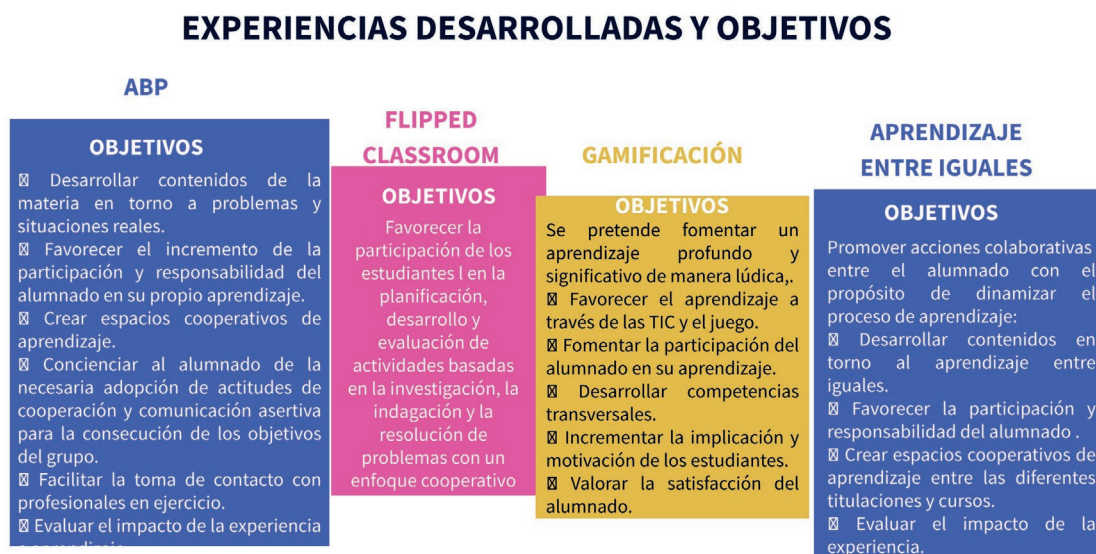 EXPERIENCIAS DESARROLLADAS Y OBJETIVOS
ABP
OBJETIVOS
Desarrollar contenidos de la
materia en torno a problemas y
situaciones reales.
Favorecer el incremento de la
participación y responsabilidad del
alumnado en su propio aprendizaje.
Crear espacios cooperativos de
aprendizaje.
Concienciar al alumnado de la
necesaria adopción de actitudes de
cooperación y comunicación asertiva
para la consecución de los objetivos
del grupo.
Facilitar la toma de contacto con
profesionales en ejercicio.
Evaluar el impacto de la experiencia
FLIPPED
CLASSROOM
OBJETIVOS
Favorecer la
participación de los
estudiantes l en la
planificación,
desarrollo y
evaluación de
actividades basadas
en la investigación, la
indagación y la
resolución de
problemas con un
enfoque cooperativo
GAMIFICACIÓN
OBJETIVOS
Se pretende fomentar un
aprendizaje profundo y
significativo de manera lúdica,.
Favorecer el aprendizaje a
través de las TIC y el juego.
Fomentar la participación del
alumnado en su aprendizaje.
Desarrollar competencias
transversales.
Incrementar la implicación y
motivación de los estudiantes.
Valorar la satisfacción del
alumnado.
APRENDIZAJE
ENTRE IGUALES
OBJETIVOS
Promover acciones colaborativas
entre el alumnado con el
propósito de dinamizar el
proceso de aprendizaje:
Desarrollar contenidos en
torno al aprendizaje entre
iguales.
Favorecer la participación y
responsabilidad del alumnado .
Crear espacios cooperativos de
aprendizaje entre las diferentes
titulaciones y cursos.
Evaluar el impacto de la
experiencia.